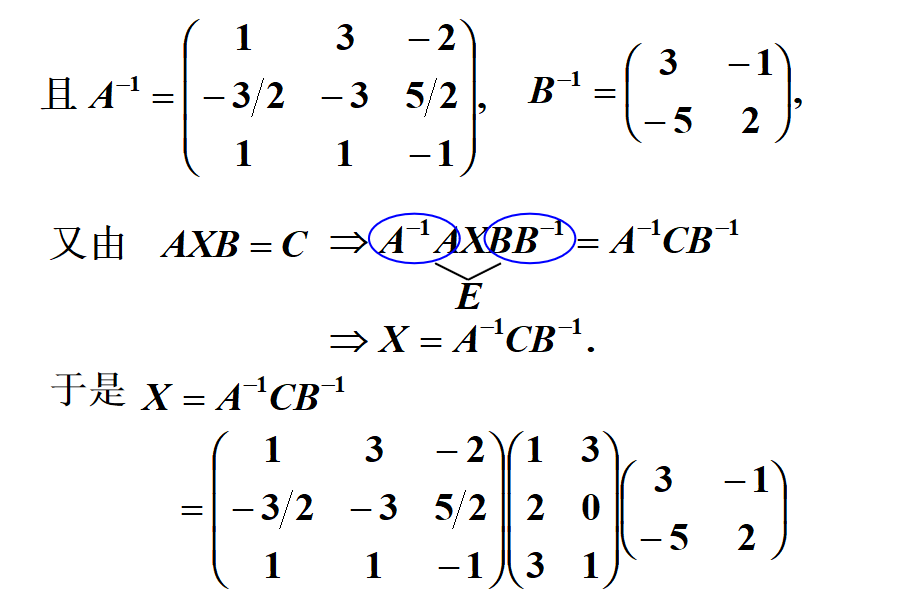 且 A⁻¹ = ( 1 3 −2
−3/2 −3 5/2
1 1 −1 ), B⁻¹ = ( 3 −1
−5 2 ),
又由 AXB = C ⇒ A⁻¹AXBB⁻¹ = A⁻¹CB⁻¹
E
⇒ X = A⁻¹CB⁻¹.
于是 X = A⁻¹CB⁻¹
= ( 1 3 −2
−3/2 −3 5/2
1 1 −1 ) ( 1 3
2 0
3 1 ) ( 3 −1
−5 2 )